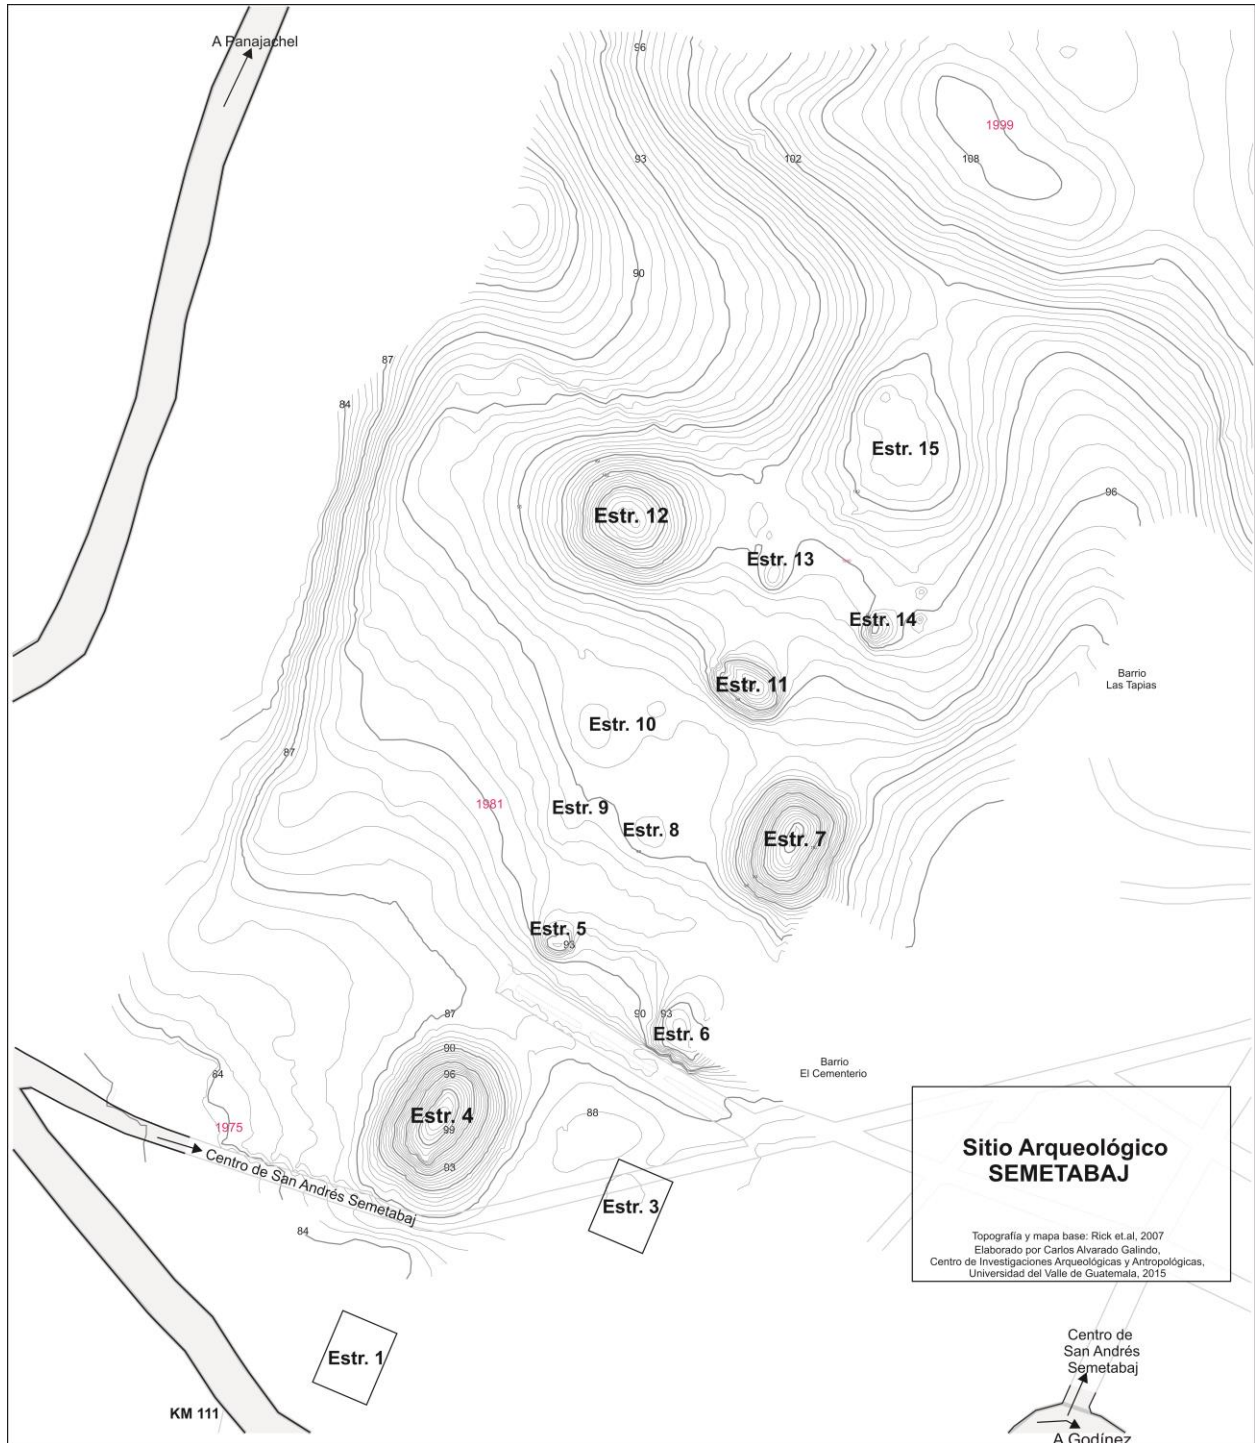 A Panajachel
96
1999
93
102
108
90
87
84
Estr. 15
96
Estr. 12
Estr. 13
Estr. 14
Barrio
Las Tapias
Estr. 11
Estr. 10
87
1981
Estr. 9
Estr. 8
Estr. 7
Estr. 5
93
87
90
93
Estr. 6
90
Barrio
El Cementerio
84
96
88
Estr. 4
1975
99
93
Centro de San Andrés Semetabaj
Estr. 3
84
Sitio Arqueológico
SEMETABAJ
Topografía y mapa base: Rick et.al, 2007
Elaborado por Carlos Alvarado Galindo,
Centro de Investigaciones Arqueológicas y Antropológicas,
Universidad del Valle de Guatemala, 2015
Estr. 1
Centro de
San Andrés
Semetabaj
KM 111
A Godínez